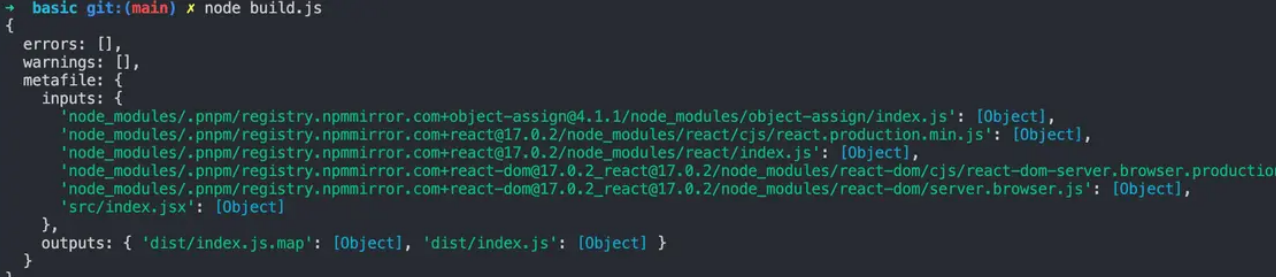 ➜ basic git:(main) ✗ node build.js
{
  errors: [],
  warnings: [],
  metafile: {
    inputs: {
      'node_modules/.pnpm/registry.npmmirror.com+object-assign@4.1.1/node_modules/object-assign/index.js': [Object],
      'node_modules/.pnpm/registry.npmmirror.com+react@17.0.2/node_modules/react/cjs/react.production.min.js': [Object],
      'node_modules/.pnpm/registry.npmmirror.com+react@17.0.2/node_modules/react/index.js': [Object],
      'node_modules/.pnpm/registry.npmmirror.com+react-dom@17.0.2_react@17.0.2/node_modules/react-dom/cjs/react-dom-server.browser.production
      'node_modules/.pnpm/registry.npmmirror.com+react-dom@17.0.2_react@17.0.2/node_modules/react-dom/server.browser.js': [Object],
      'src/index.jsx': [Object]
    },
    outputs: { 'dist/index.js.map': [Object], 'dist/index.js': [Object] }
  }
}